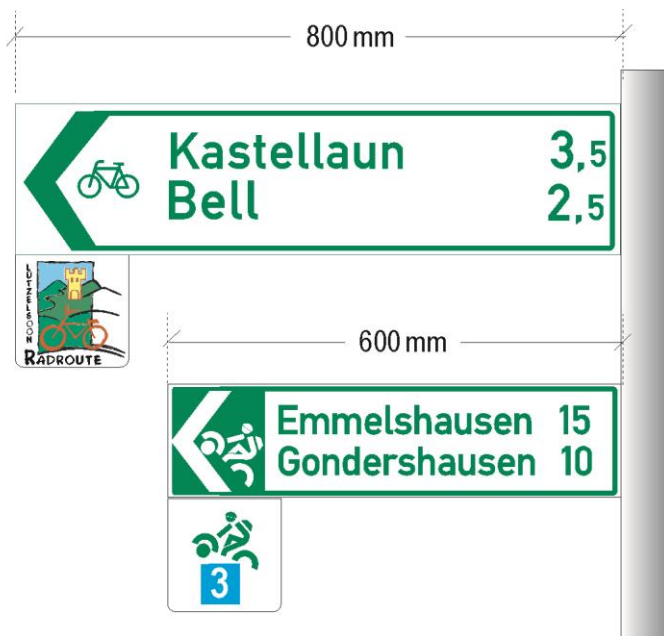 800 mm
Kastellaun 3,5
Bell 2,5
LÜTZELSOON
RADROUTE
600 mm
Emmelshausen 15
Gondershausen 10
3